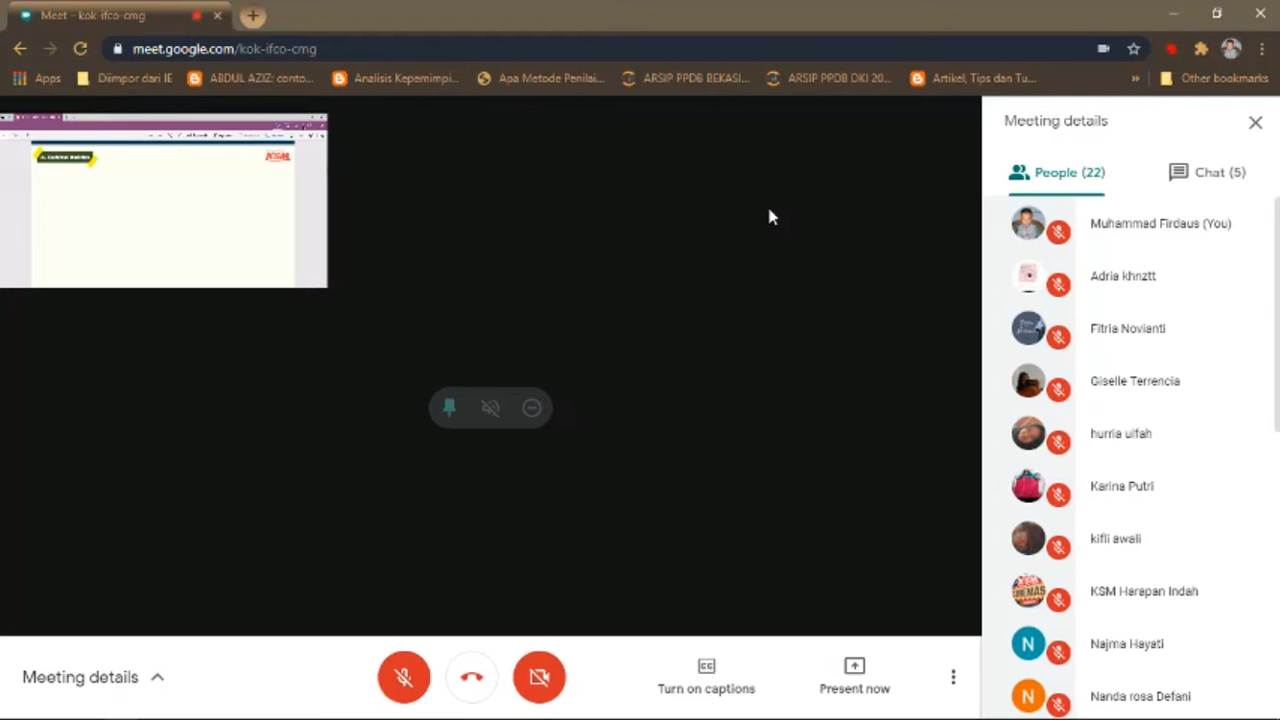 Meet - kok-ifco-cmg
meet.google.com/kok-ifco-cmg
Apps
Diimpor dari IE
ABDUL AZIZ: conto...
Analisis Kepemimpi...
Apa Metode Penilai...
ARSIP PPDB BEKASI...
ARSIP PPDB DKI 20...
Artikel, Tips dan Tu...
»
Other bookmarks
KSM
Meeting details
People (22)
Chat (5)
Muhammad Firdaus (You)
Adria khnztt
Fitria Novianti
Giselle Terrencia
hurria ulfah
Karina Putri
kifli awali
KSM Harapan Indah
N
Najma Hayati
N
Nanda rosa Defani
Meeting details
Turn on captions
Present now